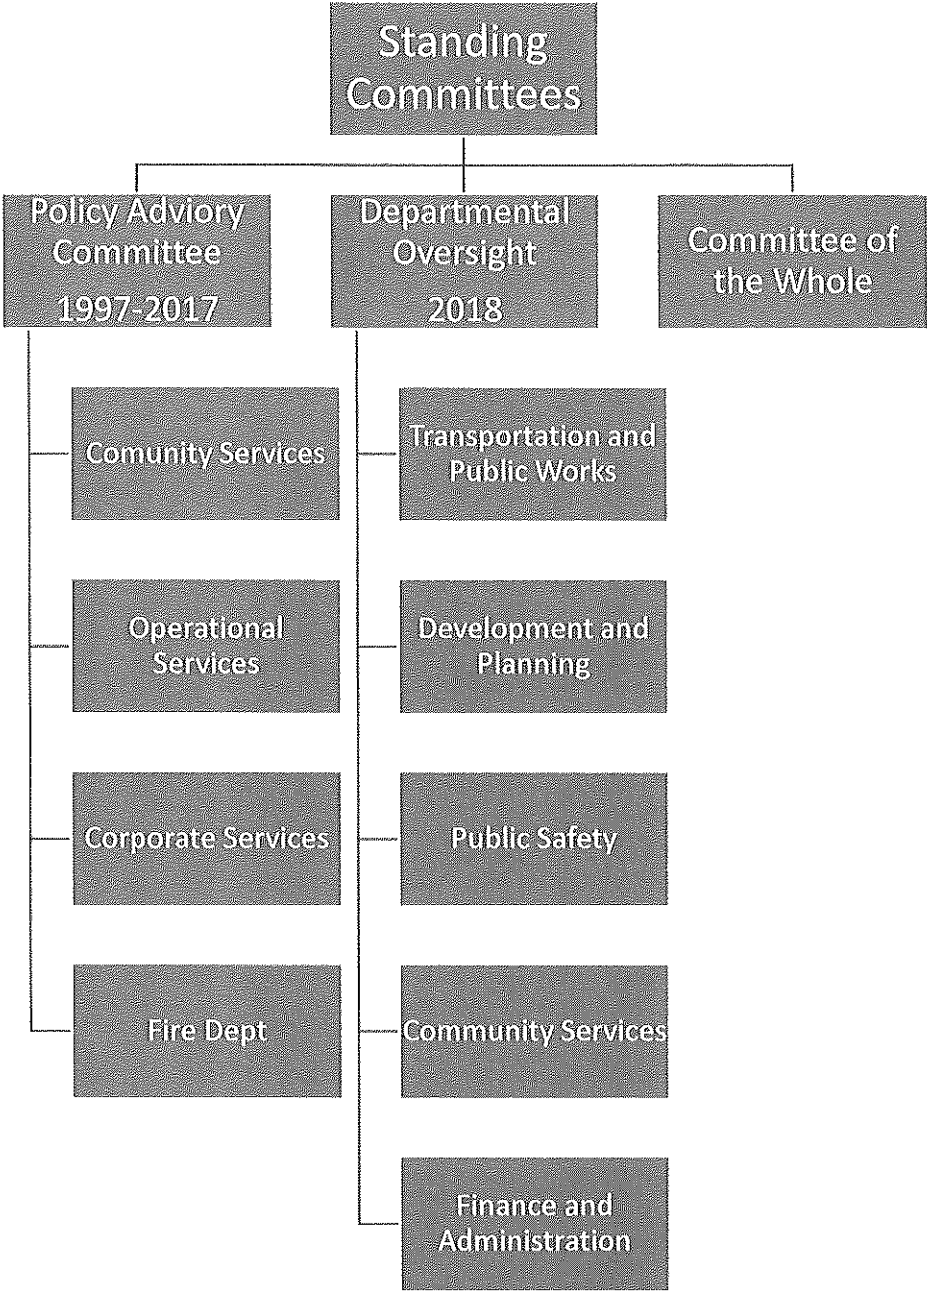 Standing
Committees
Policy Adviory
Committee
1997-2017
Departmental
Oversight
2018
Committee of
the Whole
Comunity Services
Operational
Services
Corporate Services
Fire Dept
Transportation and
Public Works
Development and
Planning
Public Safety
Community Services
Finance and
Administration